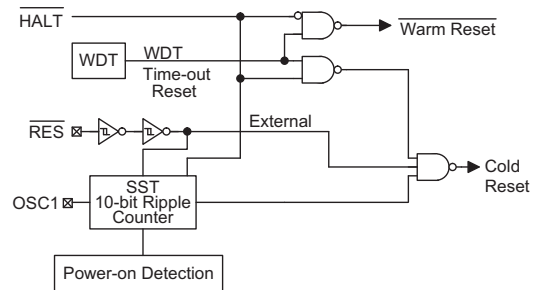 HALT
Warm Reset
WDT
WDT
Time-out
Reset
RES
External
Cold
Reset
OSC1
SST
10-bit Ripple
Counter
Power-on Detection